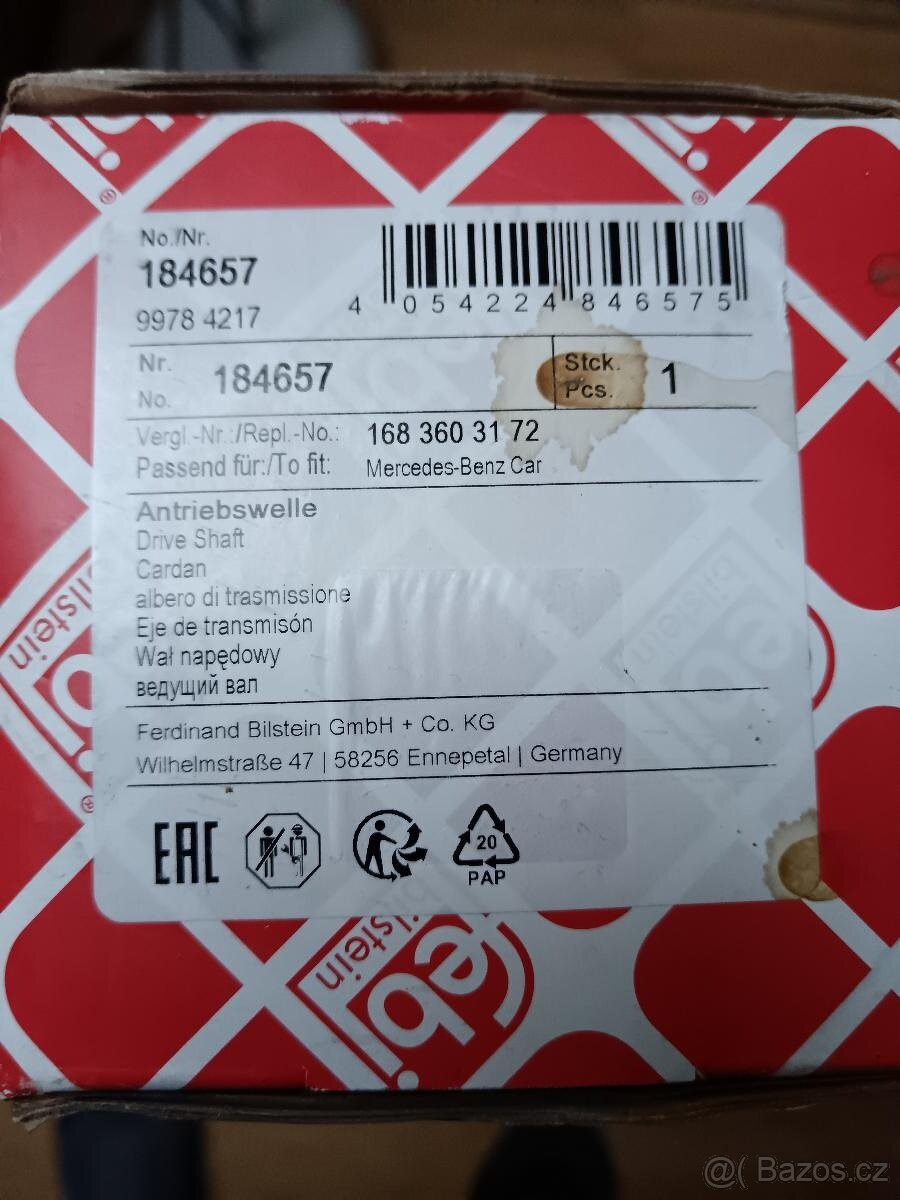 No./Nr.
184657
9978 4217
4 054224 846575
Nr.
No.
184657
Stck.
Pcs.
1
Vergl.-Nr.:/Repl.-No.: 168 360 31 72
Passend für:/To fit: Mercedes-Benz Car
Antriebswelle
Drive Shaft
Cardan
albero di trasmissione
Eje de transmisón
Wał napędowy
ведущий вал
Ferdinand Bilstein GmbH + Co. KG
Wilhelmstraße 47 | 58256 Ennepetal | Germany
EAC
20
PAP
bilstein
febi
bilstein
@( Bazos.cz